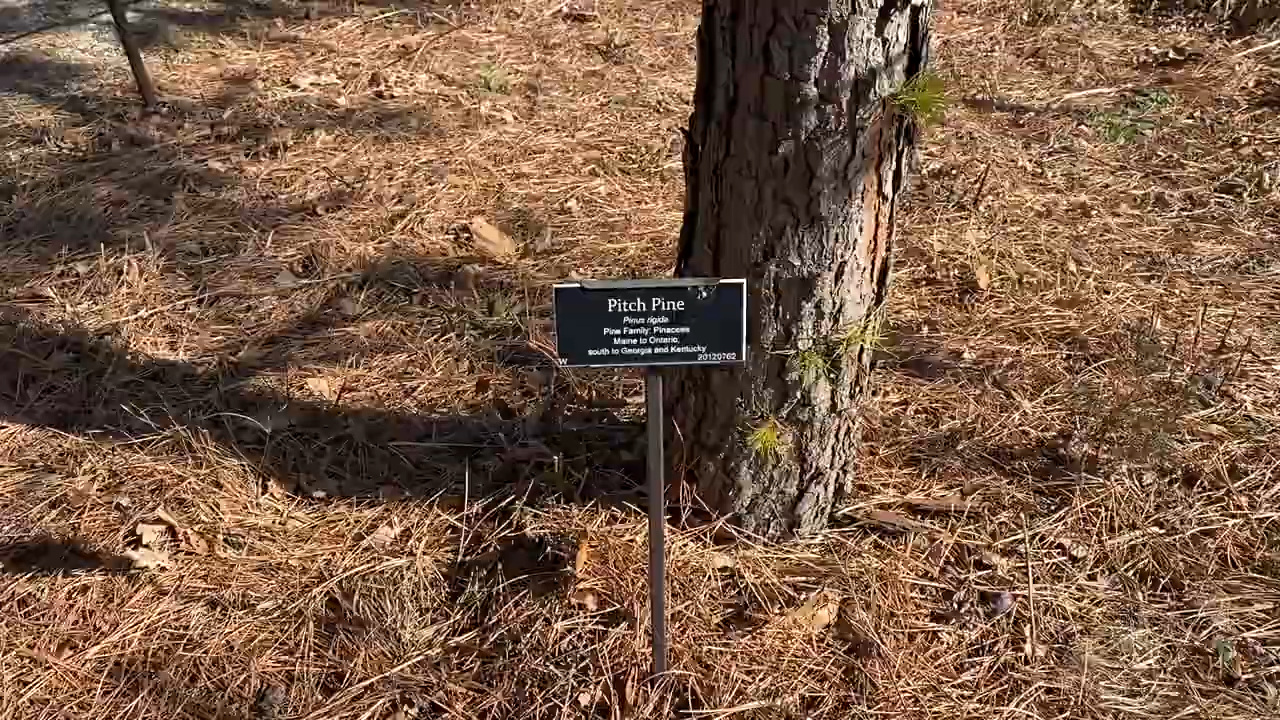 Pitch Pine
Pinus rigida
Pine Family: Pinaceae
Maine to Ontario,
south to Georgia and Kentucky
W 20120762